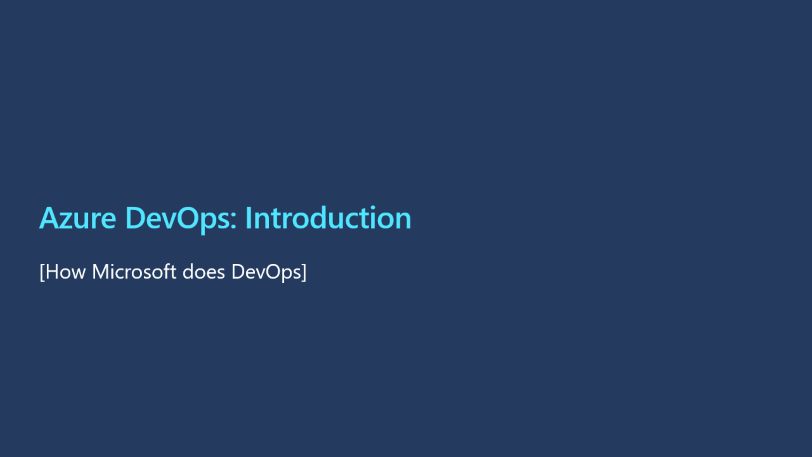 Azure DevOps: Introduction
[How Microsoft does DevOps]